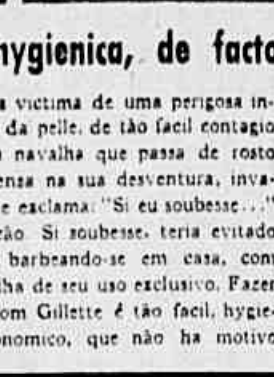 hygienica, de facto
a victima de uma perigosa in-
da pelle, de tão facil contagio
a navalha que passa de rosto
ensa na sua desventura, inva-
e exclama: "Si eu soubesse..."
ão. Si soubesse, teria evitado
barbeando-se em casa, com
lha de seu uso exclusivo. Fazer
om Gillette é tão facil, hygie-
onomico, que não ha motivo